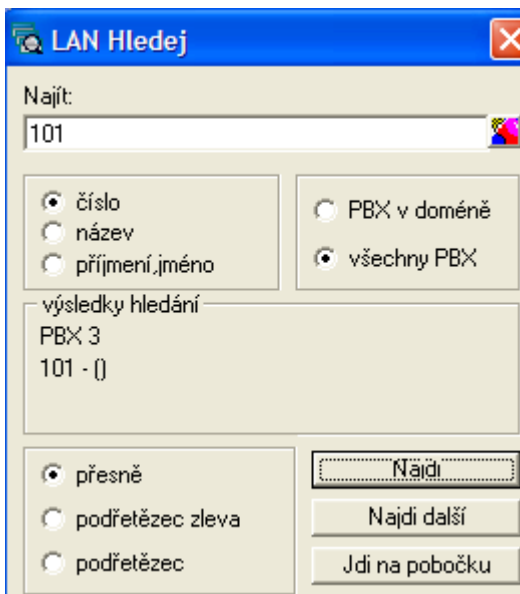 LAN Hledej
Najít:
101
číslo
název
příjmení,jméno
PBX v doméně
všechny PBX
výsledky hledání
PBX 3
101 - ()
přesně
podřetězec zleva
podřetězec
Najdi
Najdi další
Jdi na pobočku